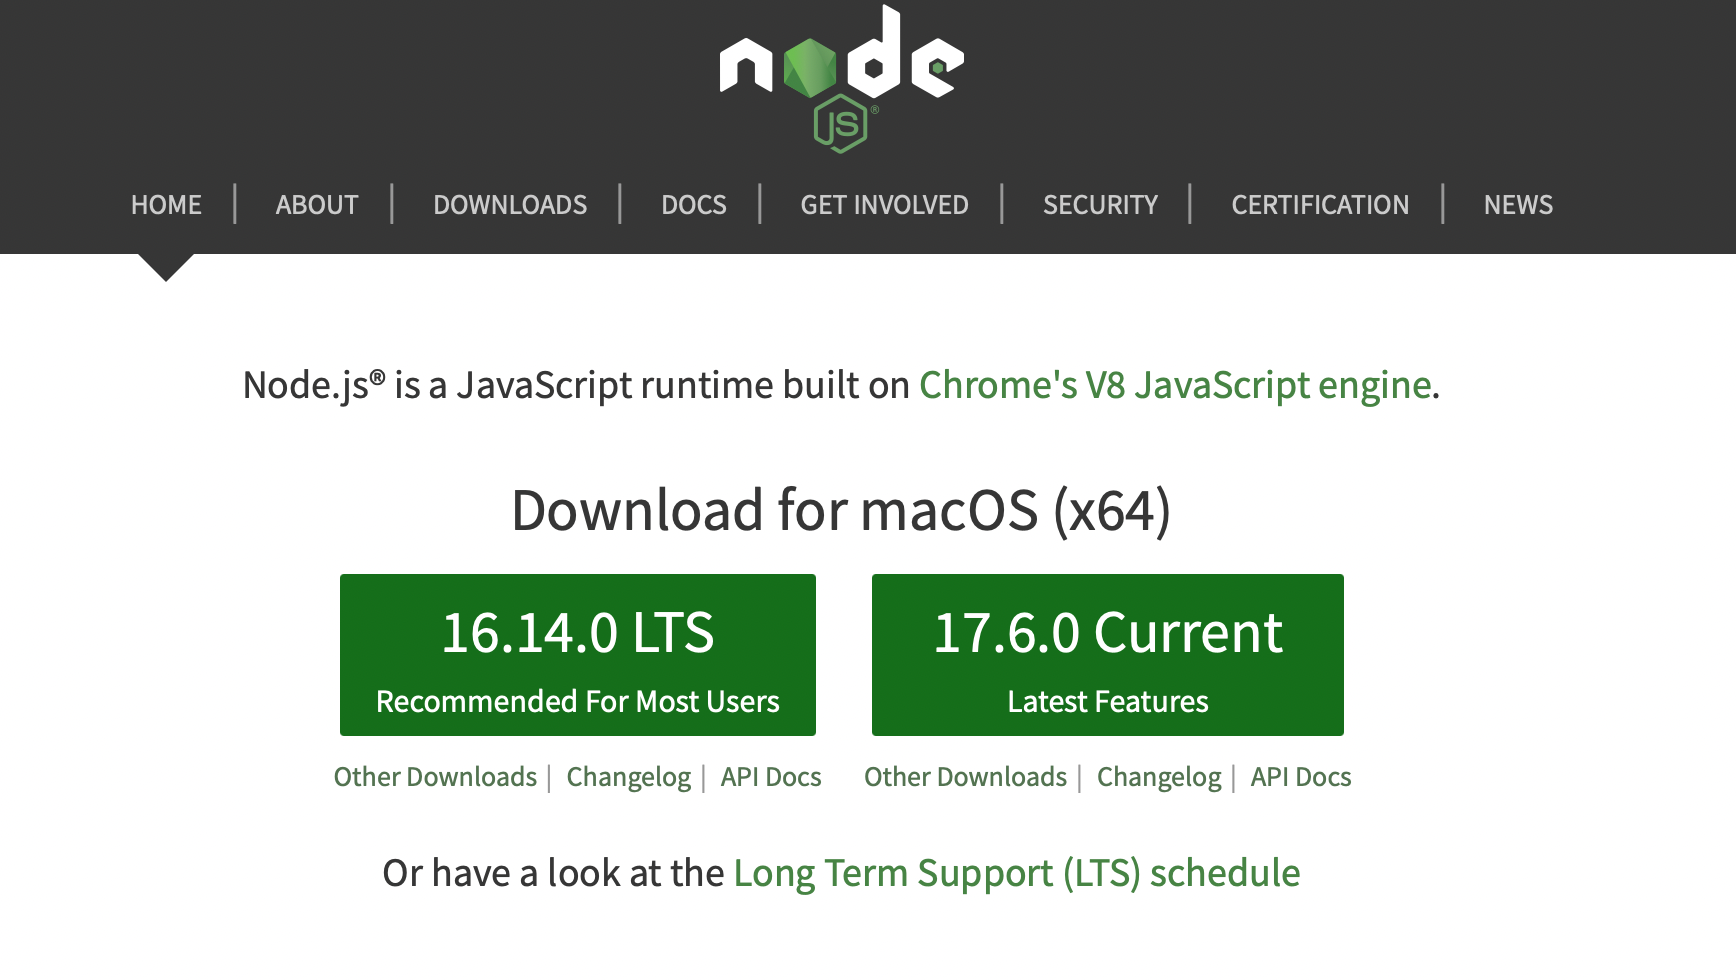 node
JS®
HOME | ABOUT | DOWNLOADS | DOCS | GET INVOLVED | SECURITY | CERTIFICATION | NEWS
Node.js® is a JavaScript runtime built on Chrome's V8 JavaScript engine.
Download for macOS (x64)
16.14.0 LTS
Recommended For Most Users
17.6.0 Current
Latest Features
Other Downloads | Changelog | API Docs
Other Downloads | Changelog | API Docs
Or have a look at the Long Term Support (LTS) schedule